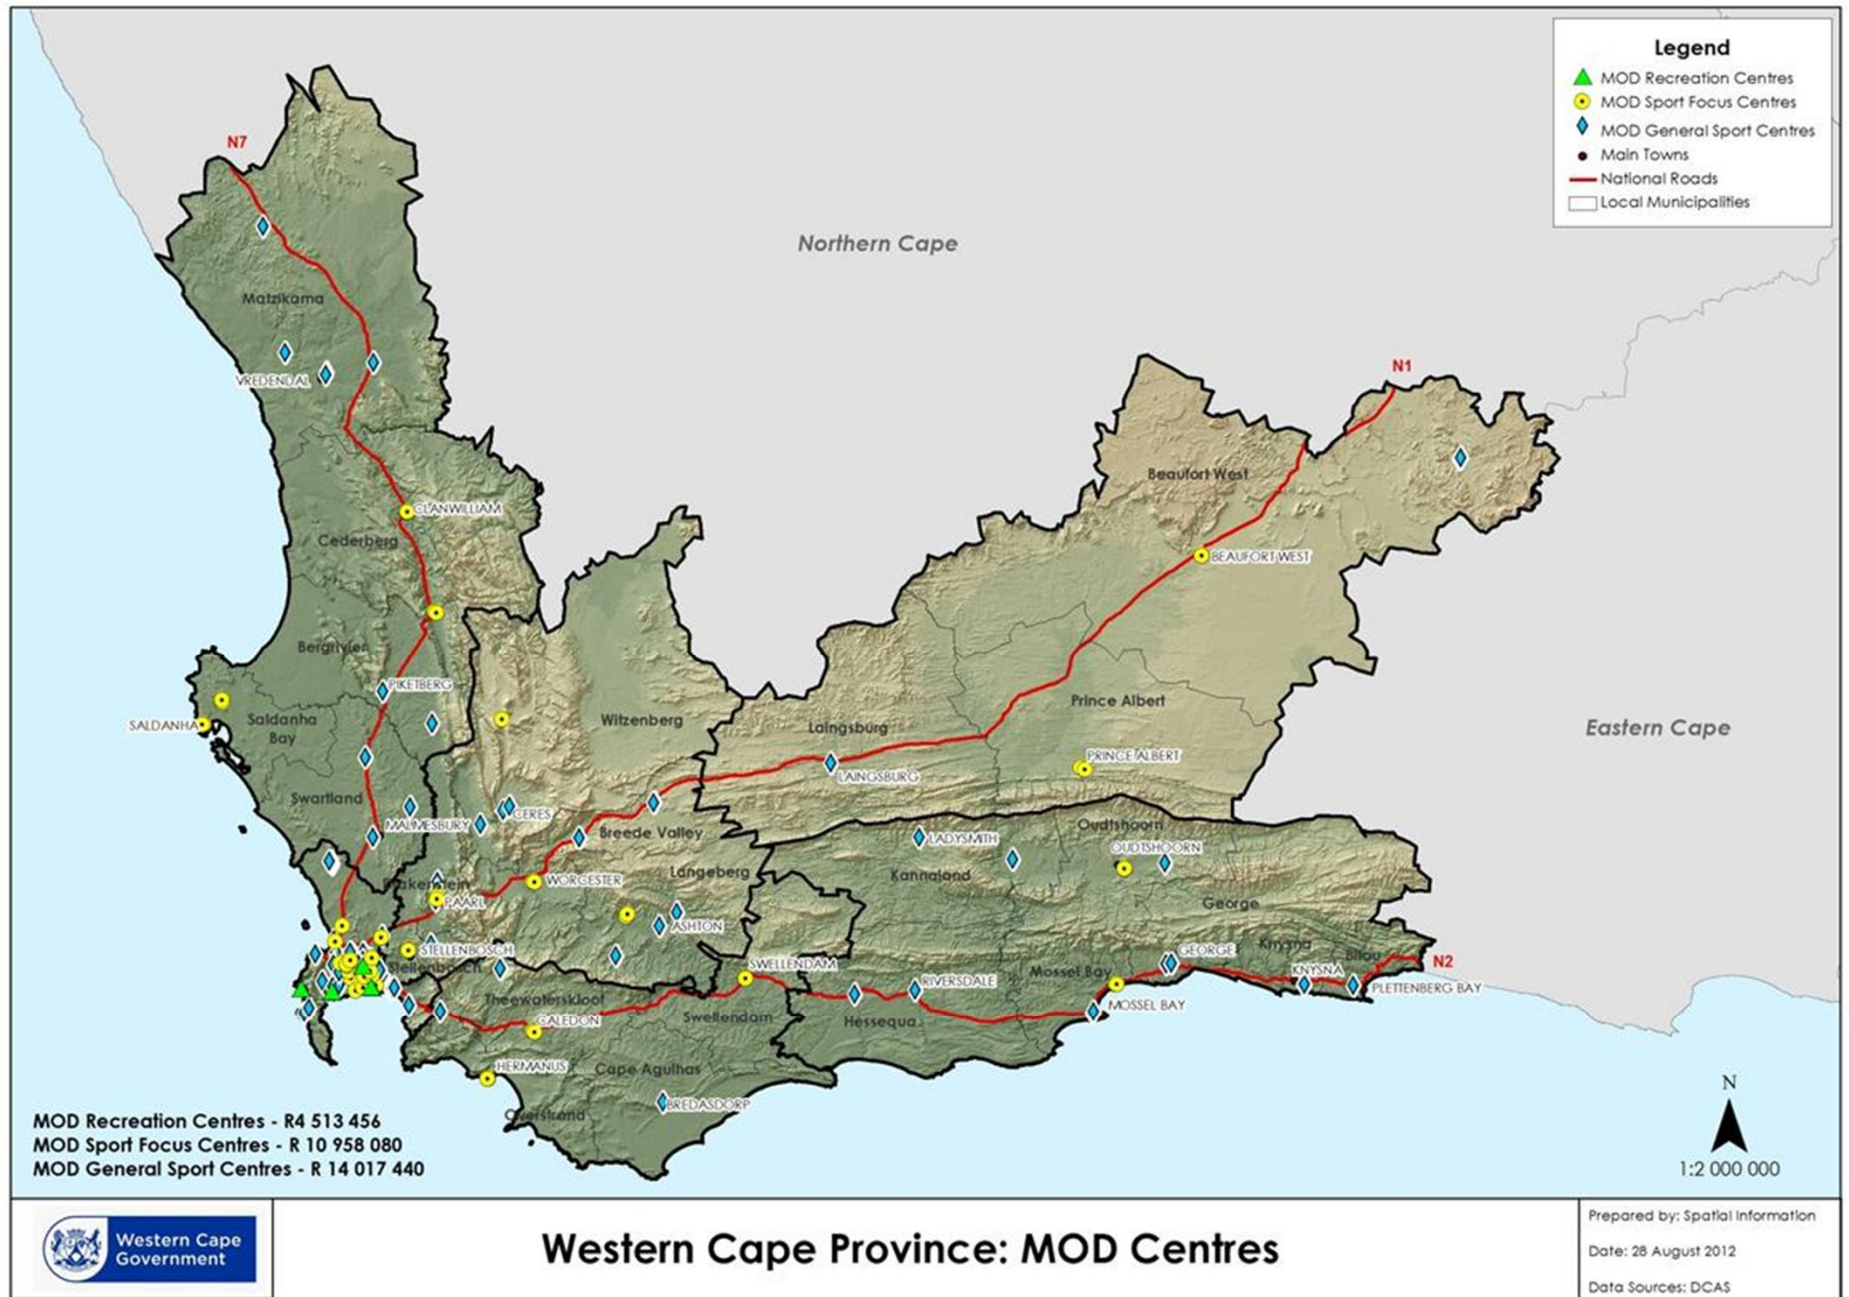 Legend
MOD Recreation Centres
MOD Sport Focus Centres
MOD General Sport Centres
Main Towns
National Roads
Local Municipalities
N7
Northern Cape
Matzikama
VREDENDAL
N1
Beaufort West
CLANWILLIAM
Cederberg
BEAUFORT WEST
Bergrivier
PIKETBERG
Prince Albert
SALDANHA
Saldanha
Bay
Witzenberg
Laingsburg
Eastern Cape
PRINCE ALBERT
LAINGSBURG
Swartland
CERES
MALMESBURY
Breede Valley
Oudtshoorn
LADYSMITH
OUDTSHOORN
Langeberg
Kannaland
WORCESTER
Drakenstein
PAARL
George
ASHTON
STELLENBOSCH
GEORGE
Knysna
Bitou
Stellenbosch
SWELLENDAM
N2
Mossel Bay
KNYSNA
RIVERSDALE
PLETTENBERG BAY
Theewaterskloof
MOSSEL BAY
CALEDON
Swellendam
Hessequa
HERMANUS
Cape Agulhas
BREDASDORP
Overstrand
MOD Recreation Centres - R4 513 456
MOD Sport Focus Centres - R 10 958 080
MOD General Sport Centres - R 14 017 440
N
1:2 000 000
Western Cape
Government
Western Cape Province: MOD Centres
Prepared by: Spatial Information
Date: 28 August 2012
Data Sources: DCAS